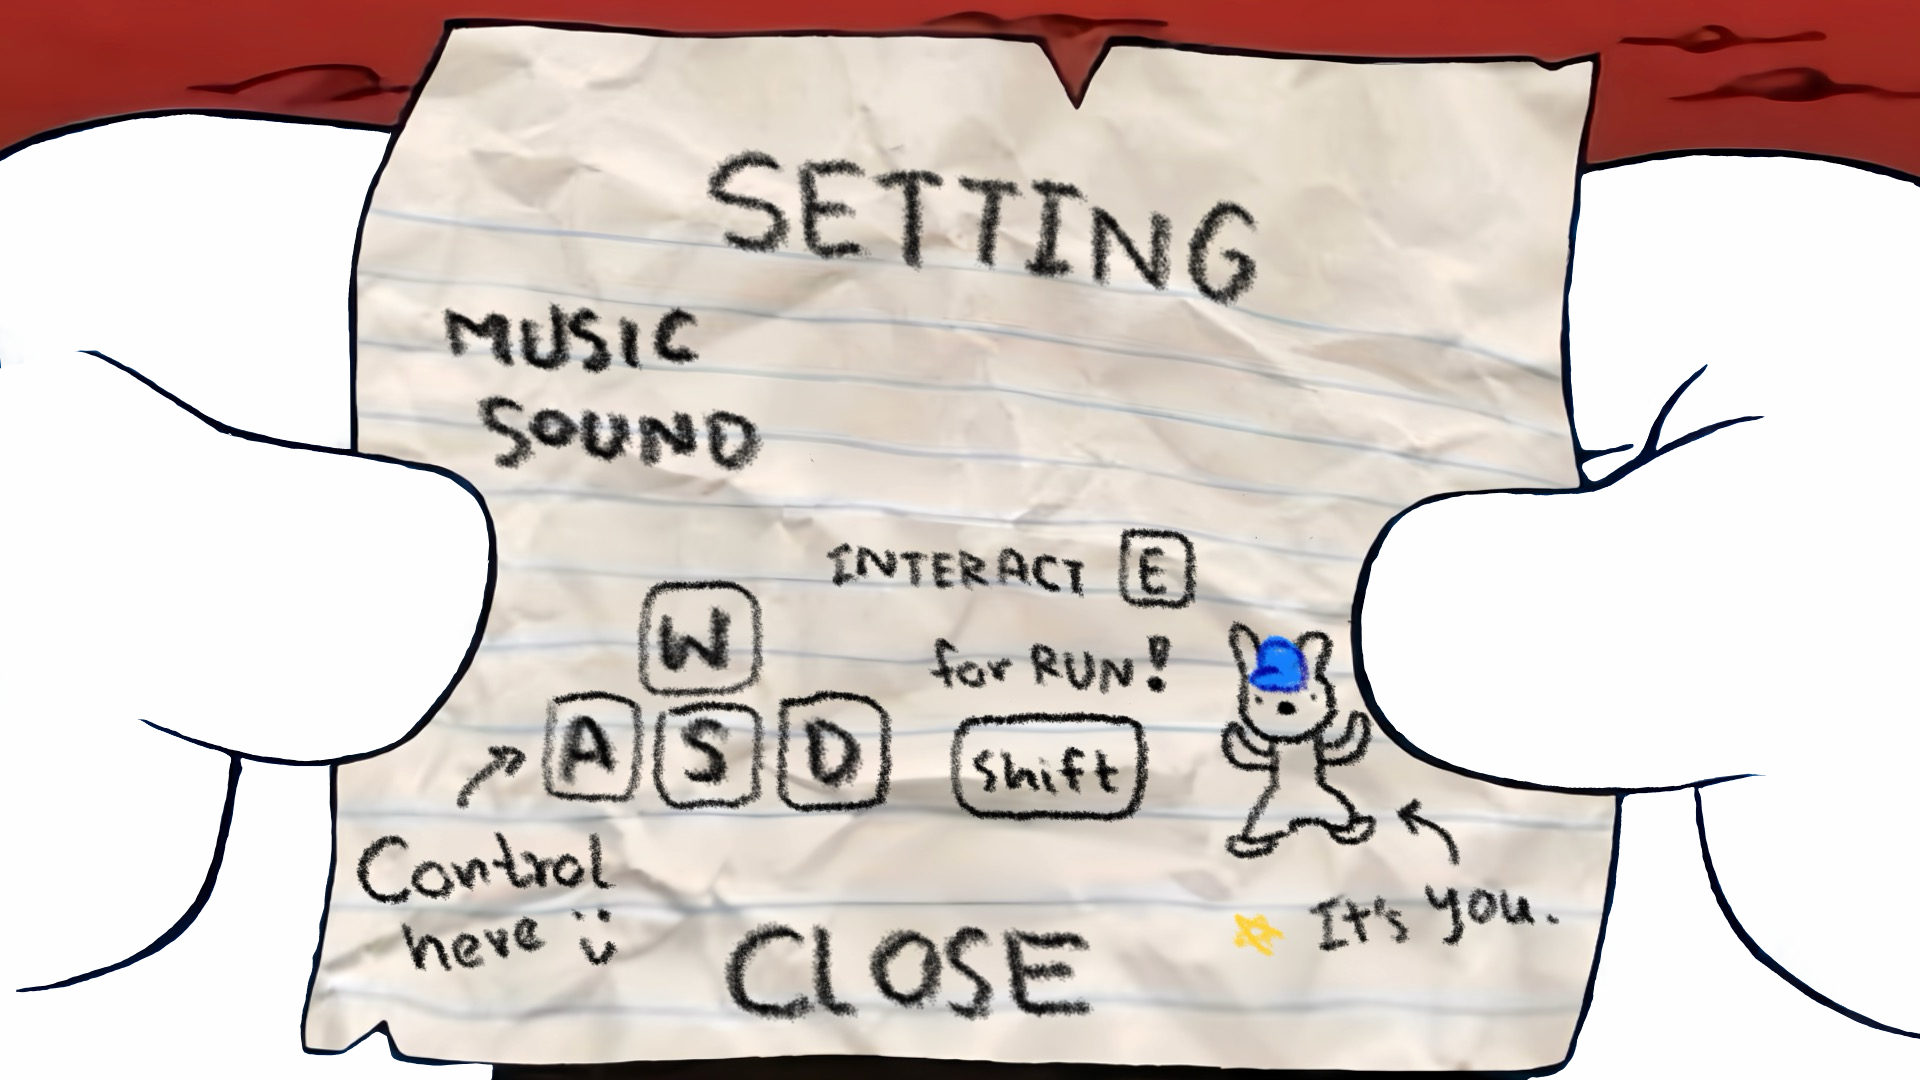 SETTING
MUSIC
SOUND
INTERACT E
W
for RUN!
A S D
Shift
Control
here
It's you.
CLOSE